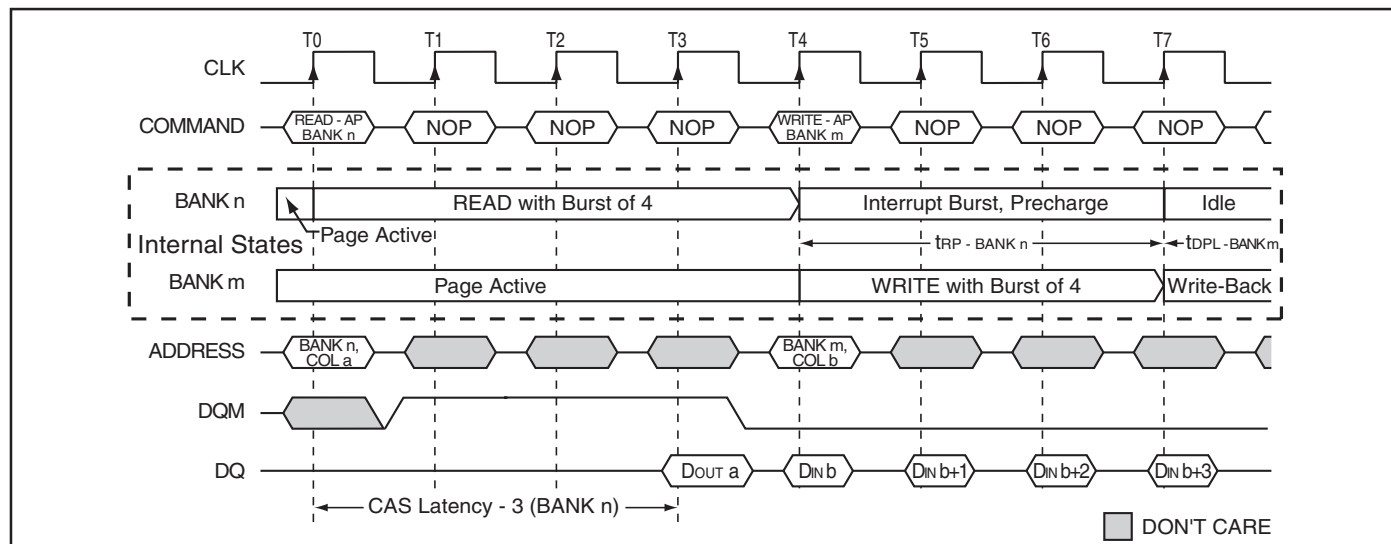 T0 T1 T2 T3 T4 T5 T6 T7
CLK
COMMAND READ - AP BANK n NOP NOP NOP WRITE - AP BANK m NOP NOP NOP
BANK n READ with Burst of 4 Interrupt Burst, Precharge Idle
Page Active
Internal States tRP - BANK n tDPL - BANK m
BANK m Page Active WRITE with Burst of 4 Write-Back
ADDRESS BANK n, COL a BANK m, COL b
DQM
DQ DOUT a DIN b DIN b+1 DIN b+2 DIN b+3
CAS Latency - 3 (BANK n)
DON'T CARE